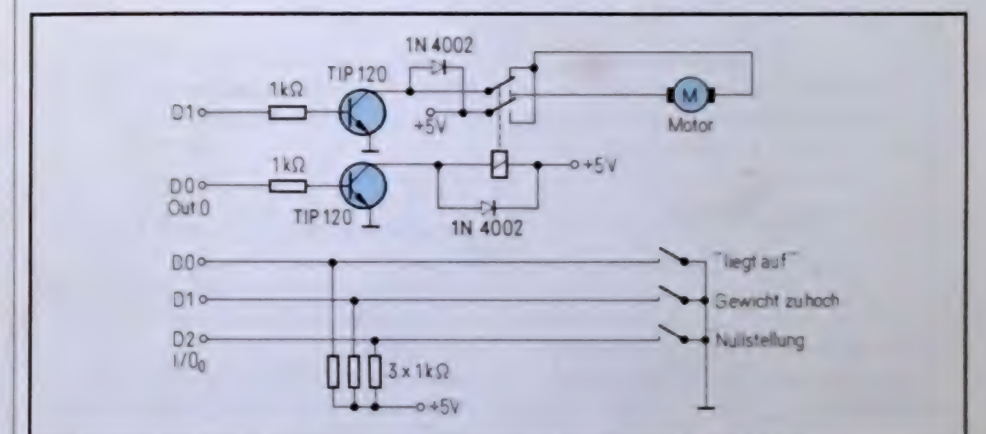 1N 4002
TIP 120
1kΩ
D1
+5V
M
Motor
1kΩ
D0
Out 0
TIP 120
+5V
1N 4002
D0
"liegt auf"
D1
Gewicht zu hoch
D2
Nullstellung
I/O₀
3 x 1kΩ
+5V